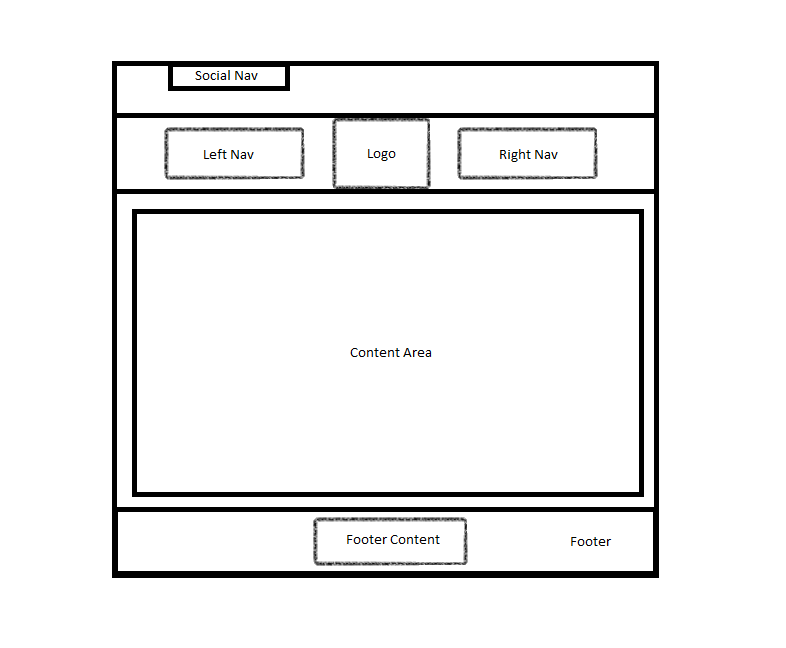 Social Nav
Left Nav
Logo
Right Nav
Content Area
Footer Content
Footer